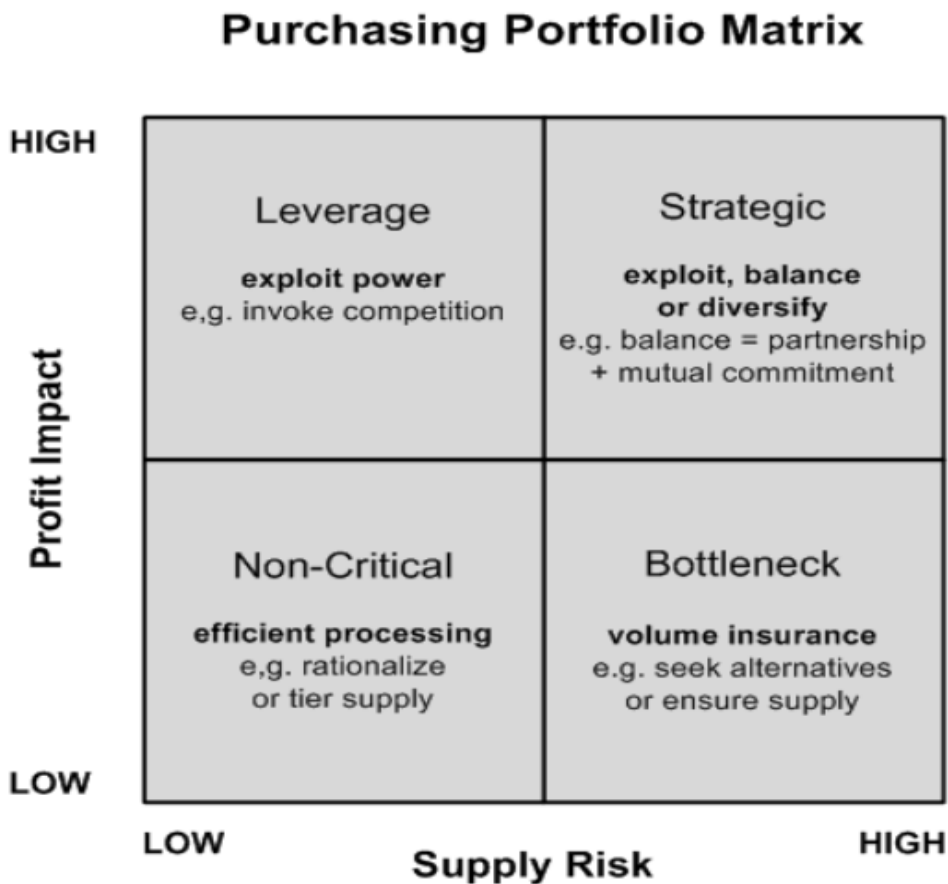 Purchasing Portfolio Matrix
HIGH
Leverage
exploit power
e,g. invoke competition
Strategic
exploit, balance
or diversify
e.g. balance = partnership
+ mutual commitment
Profit Impact
Non-Critical
efficient processing
e,g. rationalize
or tier supply
Bottleneck
volume insurance
e.g. seek alternatives
or ensure supply
LOW
LOW
HIGH
Supply Risk